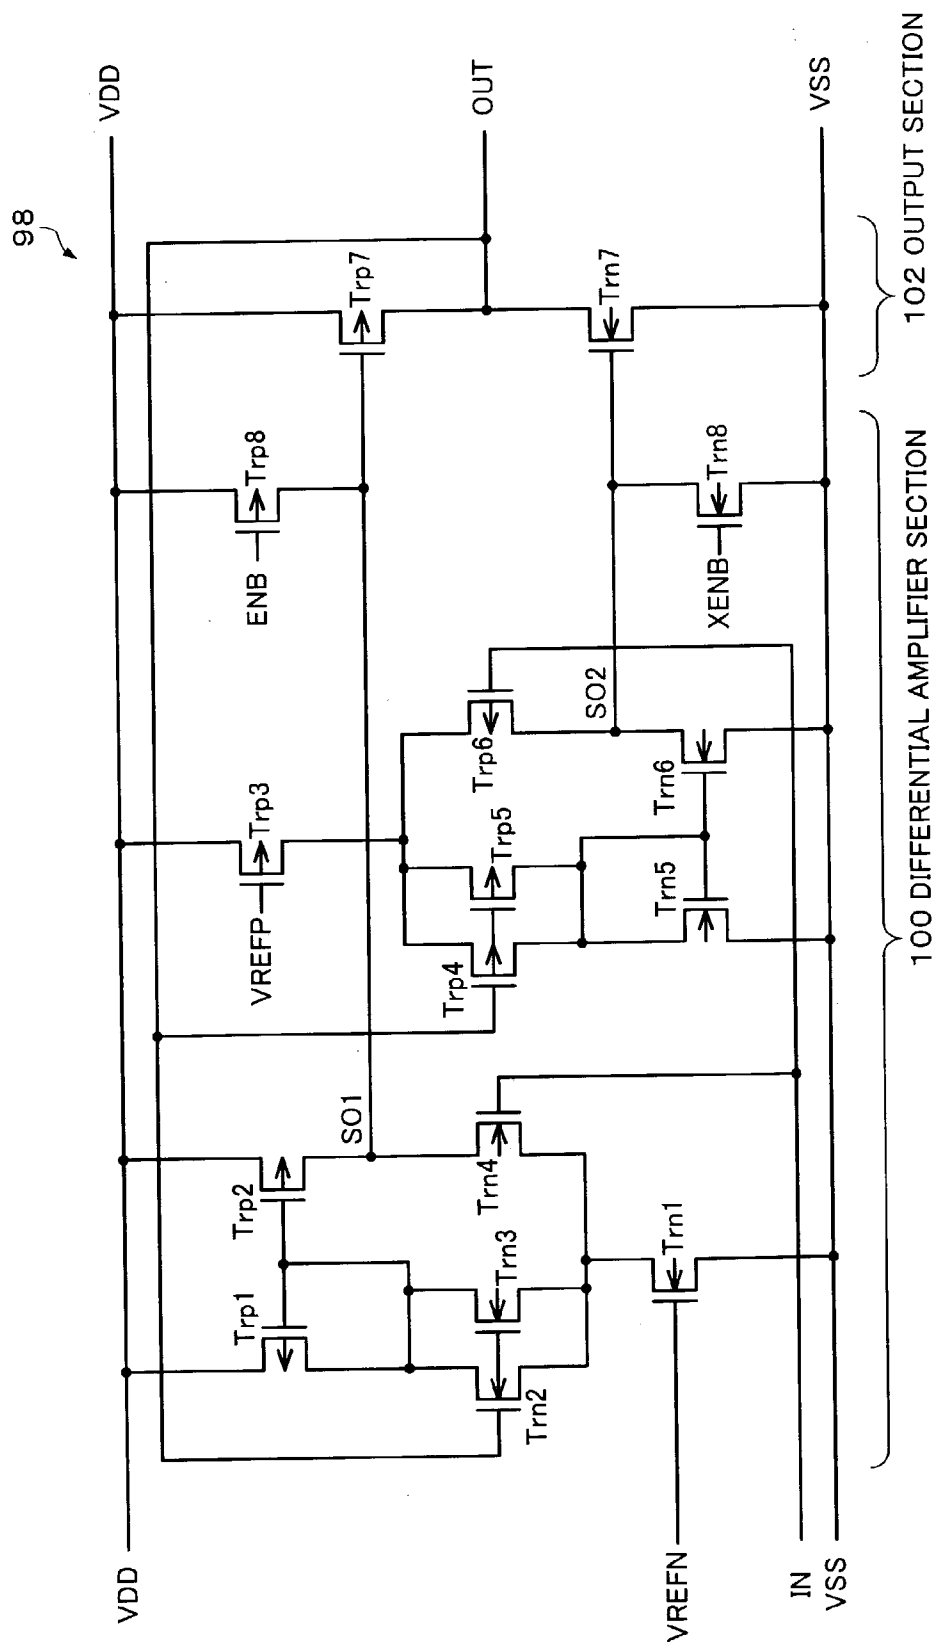 98
VDD
VDD
OUT
VSS
Trp8
ENB
Trp7
Trp3
VREFP
Trp1
Trp2
SO1
Trp4
Trp5
Trp6
SO2
Trn7
Trn8
XENB
Trn2
Trn3
Trn4
Trn5
Trn6
Trn1
VREFN
IN
VSS
100 DIFFERENTIAL AMPLIFIER SECTION
102 OUTPUT SECTION